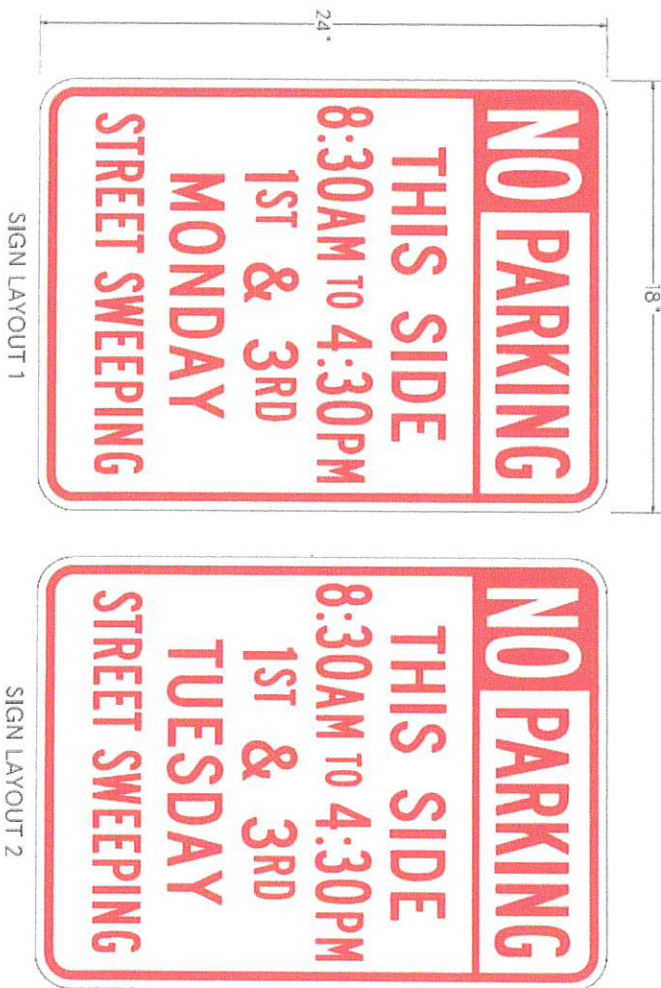 18"
24"
NO PARKING
THIS SIDE
8:30AM TO 4:30PM
1ST & 3RD
MONDAY
STREET SWEEPING
SIGN LAYOUT 1
NO PARKING
THIS SIDE
8:30AM TO 4:30PM
1ST & 3RD
TUESDAY
STREET SWEEPING
SIGN LAYOUT 2